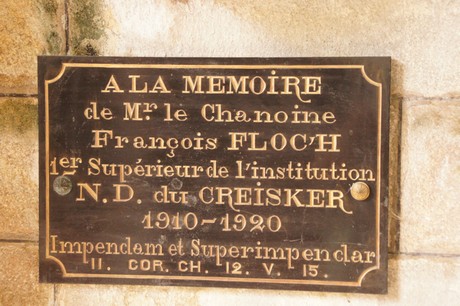 A LA MEMOIRE
de Mr. le Chanoine
François FLOC'H
1er Supérieur de l'institution
N. D. du CREISKER
1910-1920
Impendam et Superimpendar
II. COR. CH. 12. V. 15.